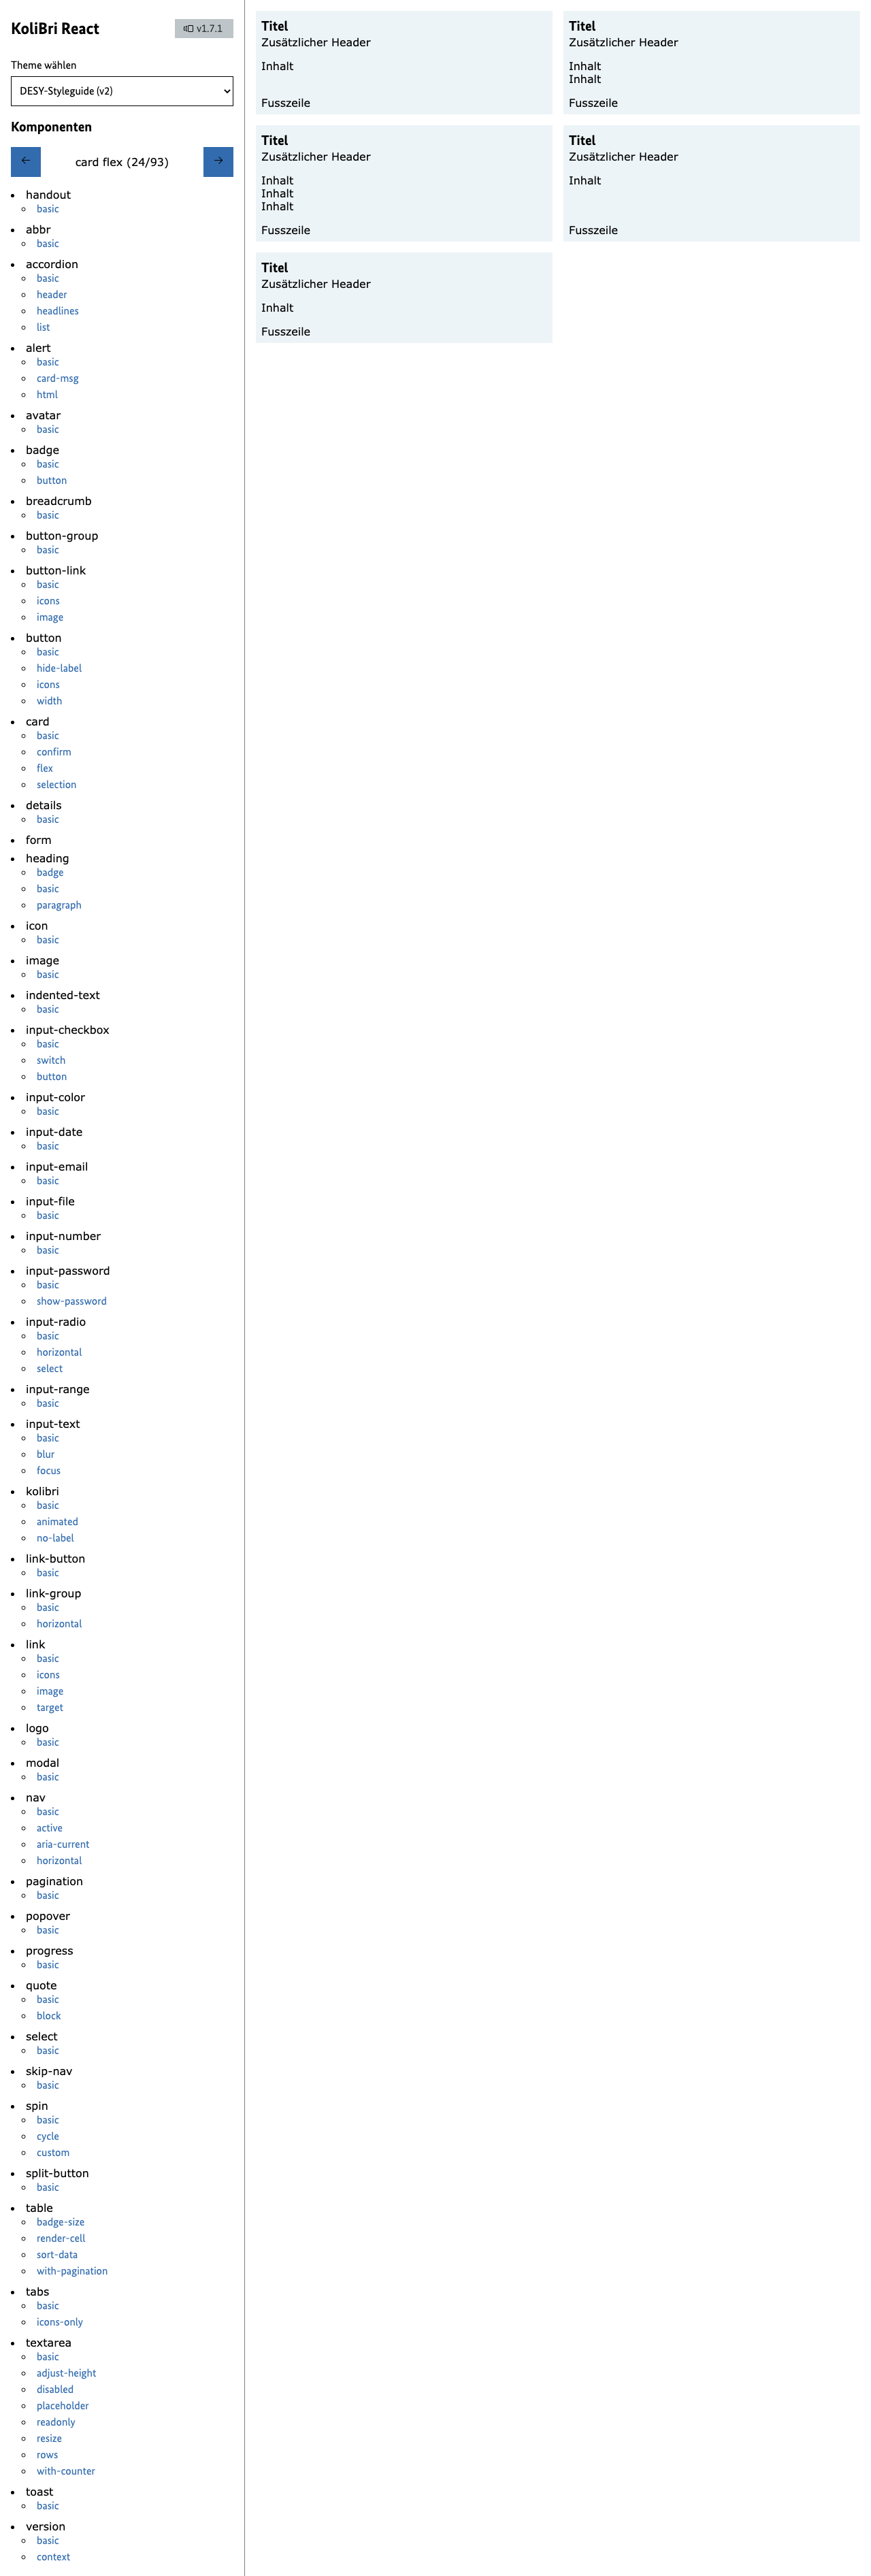 KoliBri React
v1.7.1
Theme wählen
DESY-Styleguide (v2)
Komponenten
←
card flex (24/93)
→
handout
basic
abbr
basic
accordion
basic
header
headlines
list
alert
basic
card-msg
html
avatar
basic
badge
basic
button
breadcrumb
basic
button-group
basic
button-link
basic
icons
image
button
basic
hide-label
icons
width
card
basic
confirm
flex
selection
details
basic
form
heading
badge
basic
paragraph
icon
basic
image
basic
indented-text
basic
input-checkbox
basic
switch
button
input-color
basic
input-date
basic
input-email
basic
input-file
basic
input-number
basic
input-password
basic
show-password
input-radio
basic
horizontal
select
input-range
basic
input-text
basic
blur
focus
kolibri
basic
animated
no-label
link-button
basic
link-group
basic
horizontal
link
basic
icons
image
target
logo
basic
modal
basic
nav
basic
active
aria-current
horizontal
pagination
basic
popover
basic
progress
basic
quote
basic
block
select
basic
skip-nav
basic
spin
basic
cycle
custom
split-button
basic
table
badge-size
render-cell
sort-data
with-pagination
tabs
basic
icons-only
textarea
basic
adjust-height
disabled
placeholder
readonly
resize
rows
with-counter
toast
basic
version
basic
context
Titel
Zusätzlicher Header
Inhalt
Fusszeile
Titel
Zusätzlicher Header
Inhalt
Inhalt
Fusszeile
Titel
Zusätzlicher Header
Inhalt
Inhalt
Inhalt
Fusszeile
Titel
Zusätzlicher Header
Inhalt
Fusszeile
Titel
Zusätzlicher Header
Inhalt
Fusszeile